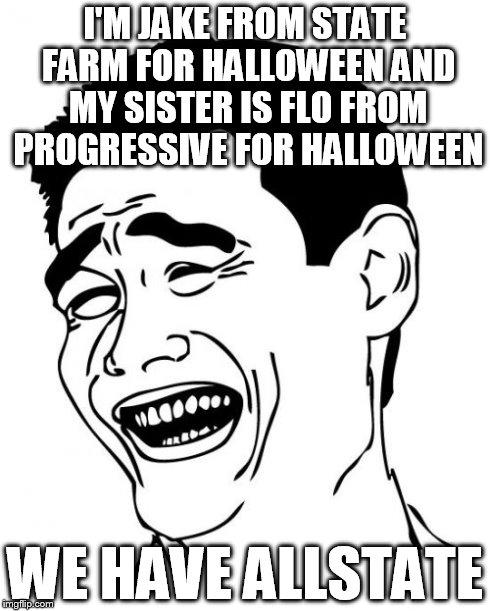 I'M JAKE FROM STATE
FARM FOR HALLOWEEN AND
MY SISTER IS FLO FROM
PROGRESSIVE FOR HALLOWEEN
WE HAVE ALLSTATE
imgflip.com